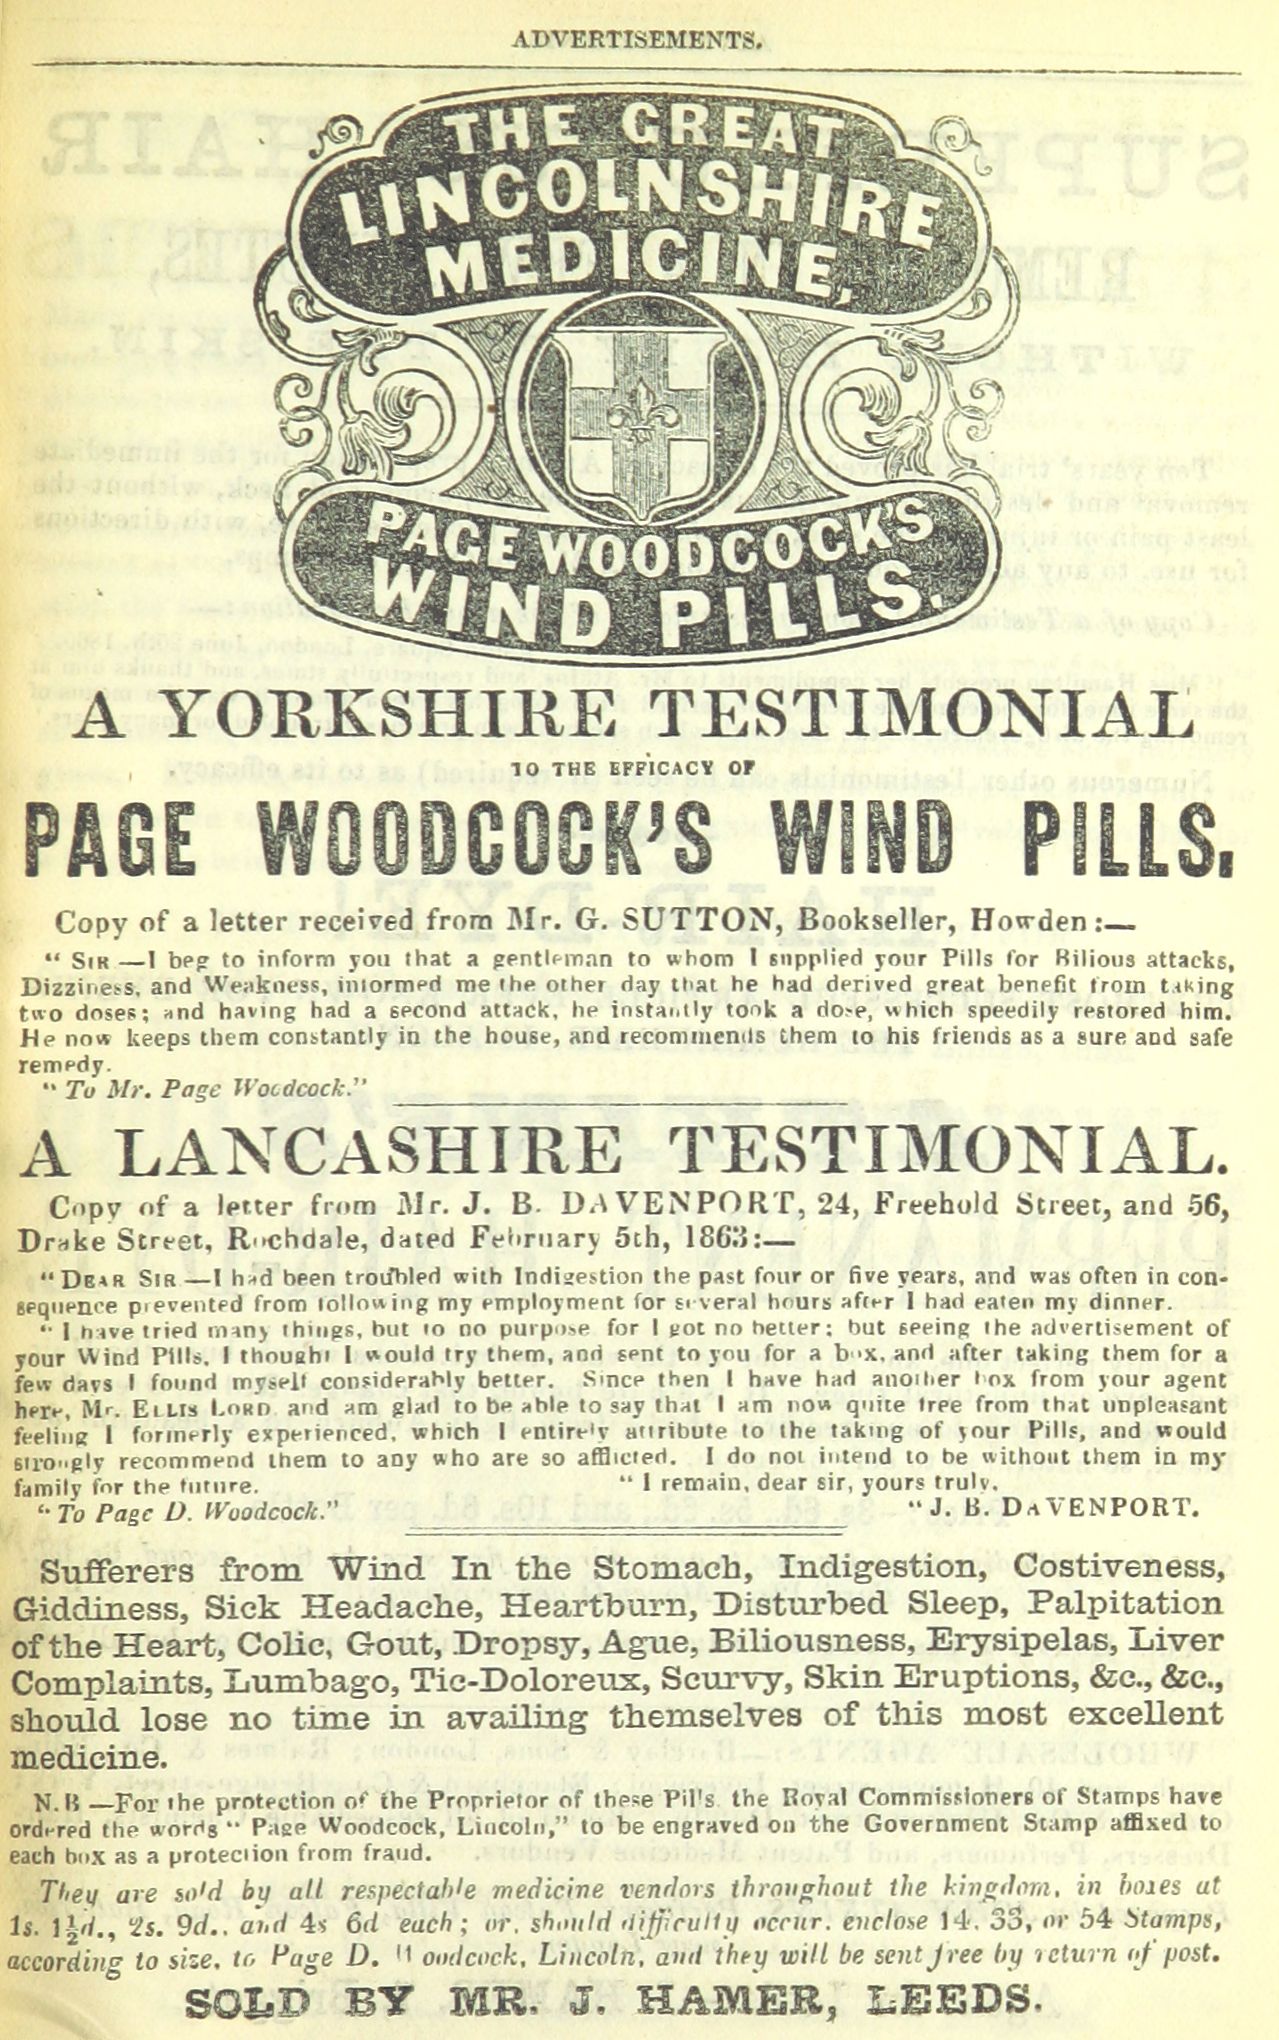 ADVERTISEMENTS.
THE GREAT
LINCOLNSHIRE
MEDICINE,
PAGE WOODCOCK'S
WIND PILLS.
A YORKSHIRE TESTIMONIAL
TO THE EFFICACY OF
PAGE WOODCOCK'S WIND PILLS.
Copy of a letter received from Mr. G. SUTTON, Bookseller, Howden:—
"SIR—I beg to inform you that a gentleman to whom I supplied your Pills for Bilious attacks,
Dizziness, and Weakness, informed me the other day that he had derived great benefit from taking
two doses; and having had a second attack, he instantly took a dose, which speedily restored him.
He now keeps them constantly in the house, and recommends them to his friends as a sure and safe
remedy.
"To Mr. Page Woodcock."
A LANCASHIRE TESTIMONIAL.
Copy of a letter from Mr. J. B. DAVENPORT, 24, Freehold Street, and 56,
Drake Street, Rochdale, dated February 5th, 1863:—
"DEAR SIR—I had been troubled with Indigestion the past four or five years, and was often in con-
sequence prevented from following my employment for several hours after I had eaten my dinner.
"I have tried many things, but to no purpose for I got no better; but seeing the advertisement of
your Wind Pills, I thought I would try them, and sent to you for a box, and after taking them for a
few days I found myself considerably better. Since then I have had another box from your agent
here, Mr. ELLIS LORD and am glad to be able to say that I am now quite free from that unpleasant
feeling I formerly experienced, which I entirely attribute to the taking of your Pills, and would
strongly recommend them to any who are so afflicted. I do not intend to be without them in my
family for the future. "I remain, dear sir, yours truly,
"To Page D. Woodcock." "J. B. DAVENPORT.
Sufferers from Wind In the Stomach, Indigestion, Costiveness,
Giddiness, Sick Headache, Heartburn, Disturbed Sleep, Palpitation
of the Heart, Colic, Gout, Dropsy, Ague, Biliousness, Erysipelas, Liver
Complaints, Lumbago, Tic-Doloreux, Scurvy, Skin Eruptions, &c., &c.,
should lose no time in availing themselves of this most excellent
medicine.
N.B—For the protection of the Proprietor of these Pills the Royal Commissioners of Stamps have
ordered the words "Page Woodcock, Lincoln," to be engraved on the Government Stamp affixed to
each box as a protection from fraud.
They are sold by all respectable medicine vendors throughout the kingdom, in boxes at
1s. 1½d., 2s. 9d., and 4s 6d each; or, should difficulty occur, enclose 14, 33, or 54 Stamps,
according to size, to Page D. Woodcock, Lincoln, and they will be sent free by return of post.
SOLD BY MR. J. HAMER, LEEDS.